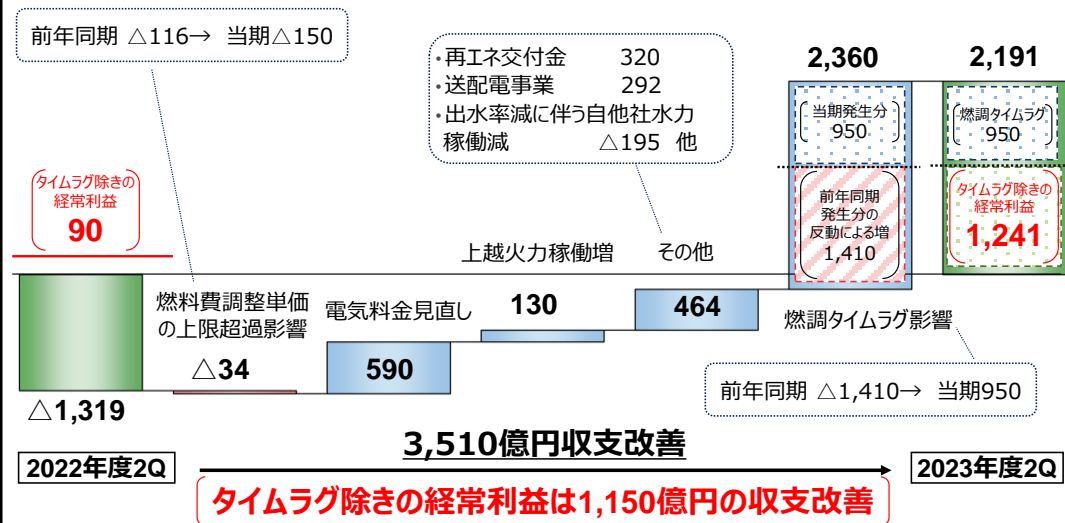 前年同期 △116→ 当期△150
・再エネ交付金 320
・送配電事業 292
・出水率減に伴う自他社水力
稼働減 △195 他
2,360
2,191
当期発生分
950
燃調タイムラグ
950
タイムラグ除きの
経常利益
90
前年同期
発生分の
反動による増
1,410
タイムラグ除きの
経常利益
1,241
上越火力稼働増
その他
燃料費調整単価
の上限超過影響
電気料金見直し
130
464
燃調タイムラグ影響
△34
590
△1,319
前年同期 △1,410→ 当期950
3,510億円収支改善
2022年度2Q
2023年度2Q
タイムラグ除きの経常利益は1,150億円の収支改善